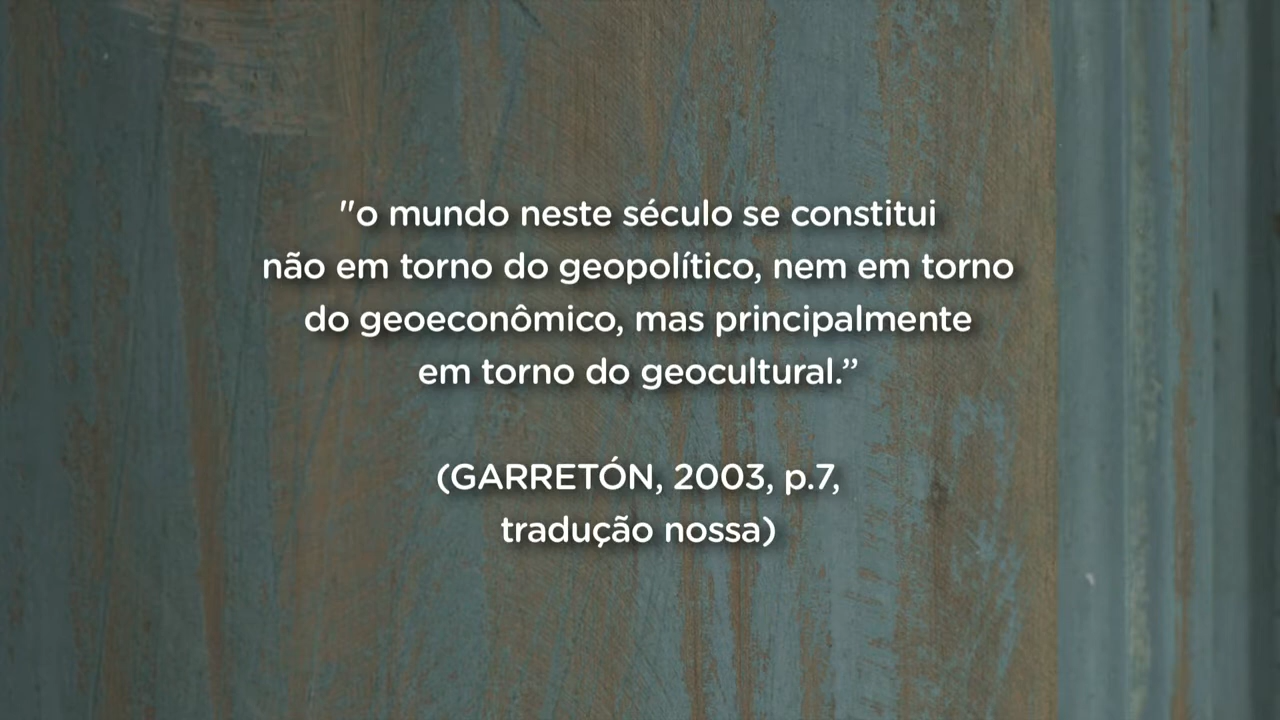 "o mundo neste século se constitui
não em torno do geopolítico, nem em torno
do geoeconômico, mas principalmente
em torno do geocultural.”
(GARRETÓN, 2003, p.7,
tradução nossa)